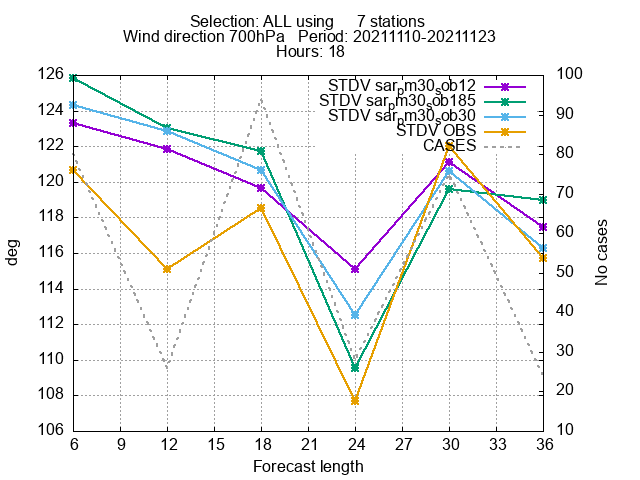 Selection: ALL using 7 stations
Wind direction 700hPa Period: 20211110-20211123
Hours: 18
126 100
STDV sar_pm30_sob12
STDV sar_pm30_sob185
124 90
STDV sar_pm30_sob30
STDV OBS
122 80
CASES
120 70
118 60
116 50
114 40
112 30
110 20
108
106 10
deg
No cases
6 9 12 15 18 21 24 27 30 33 36
Forecast length